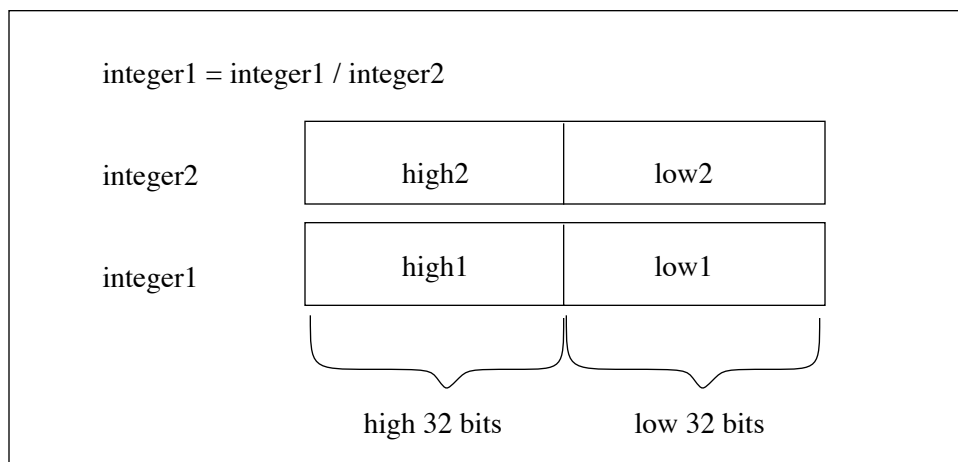 integer1 = integer1 / integer2
integer2 high2 low2
integer1 high1 low1
high 32 bits low 32 bits